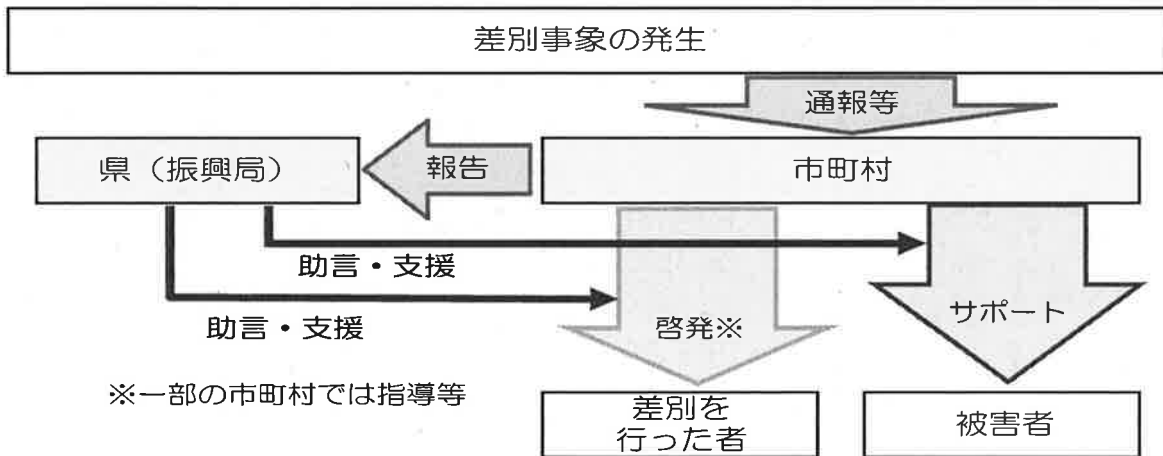 差別事象の発生
通報等
県（振興局）
報告
市町村
助言・支援
サポート
助言・支援
啓発※
※一部の市町村では指導等
差別を
行った者
被害者